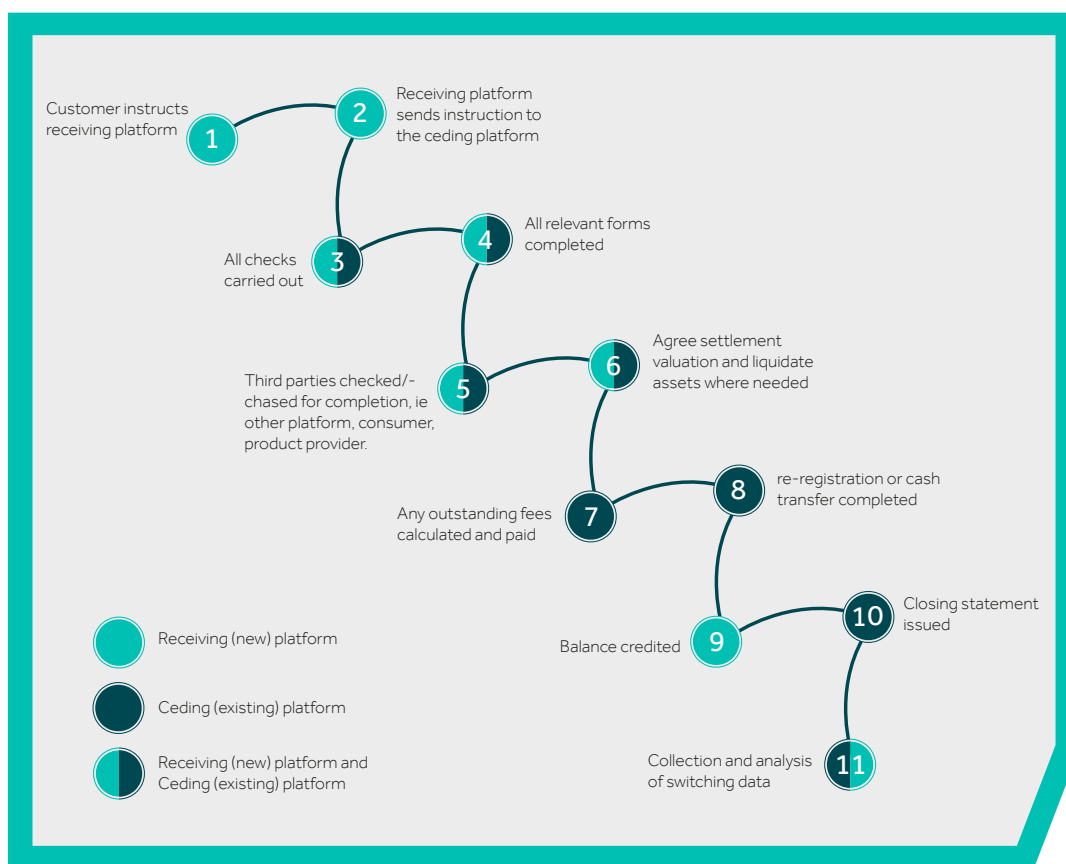 Customer instructs
receiving platform
1
2
Receiving platform
sends instruction to
the ceding platform
All checks
carried out
3
4
All relevant forms
completed
Third parties checked/-
chased for completion, ie
other platform, consumer,
product provider.
5
6
Agree settlement
valuation and liquidate
assets where needed
Any outstanding fees
calculated and paid
7
8
re-registration or cash
transfer completed
Balance credited
9
10
Closing statement
issued
Collection and analysis
of switching data
11
Receiving (new) platform
Ceding (existing) platform
Receiving (new) platform and
Ceding (existing) platform